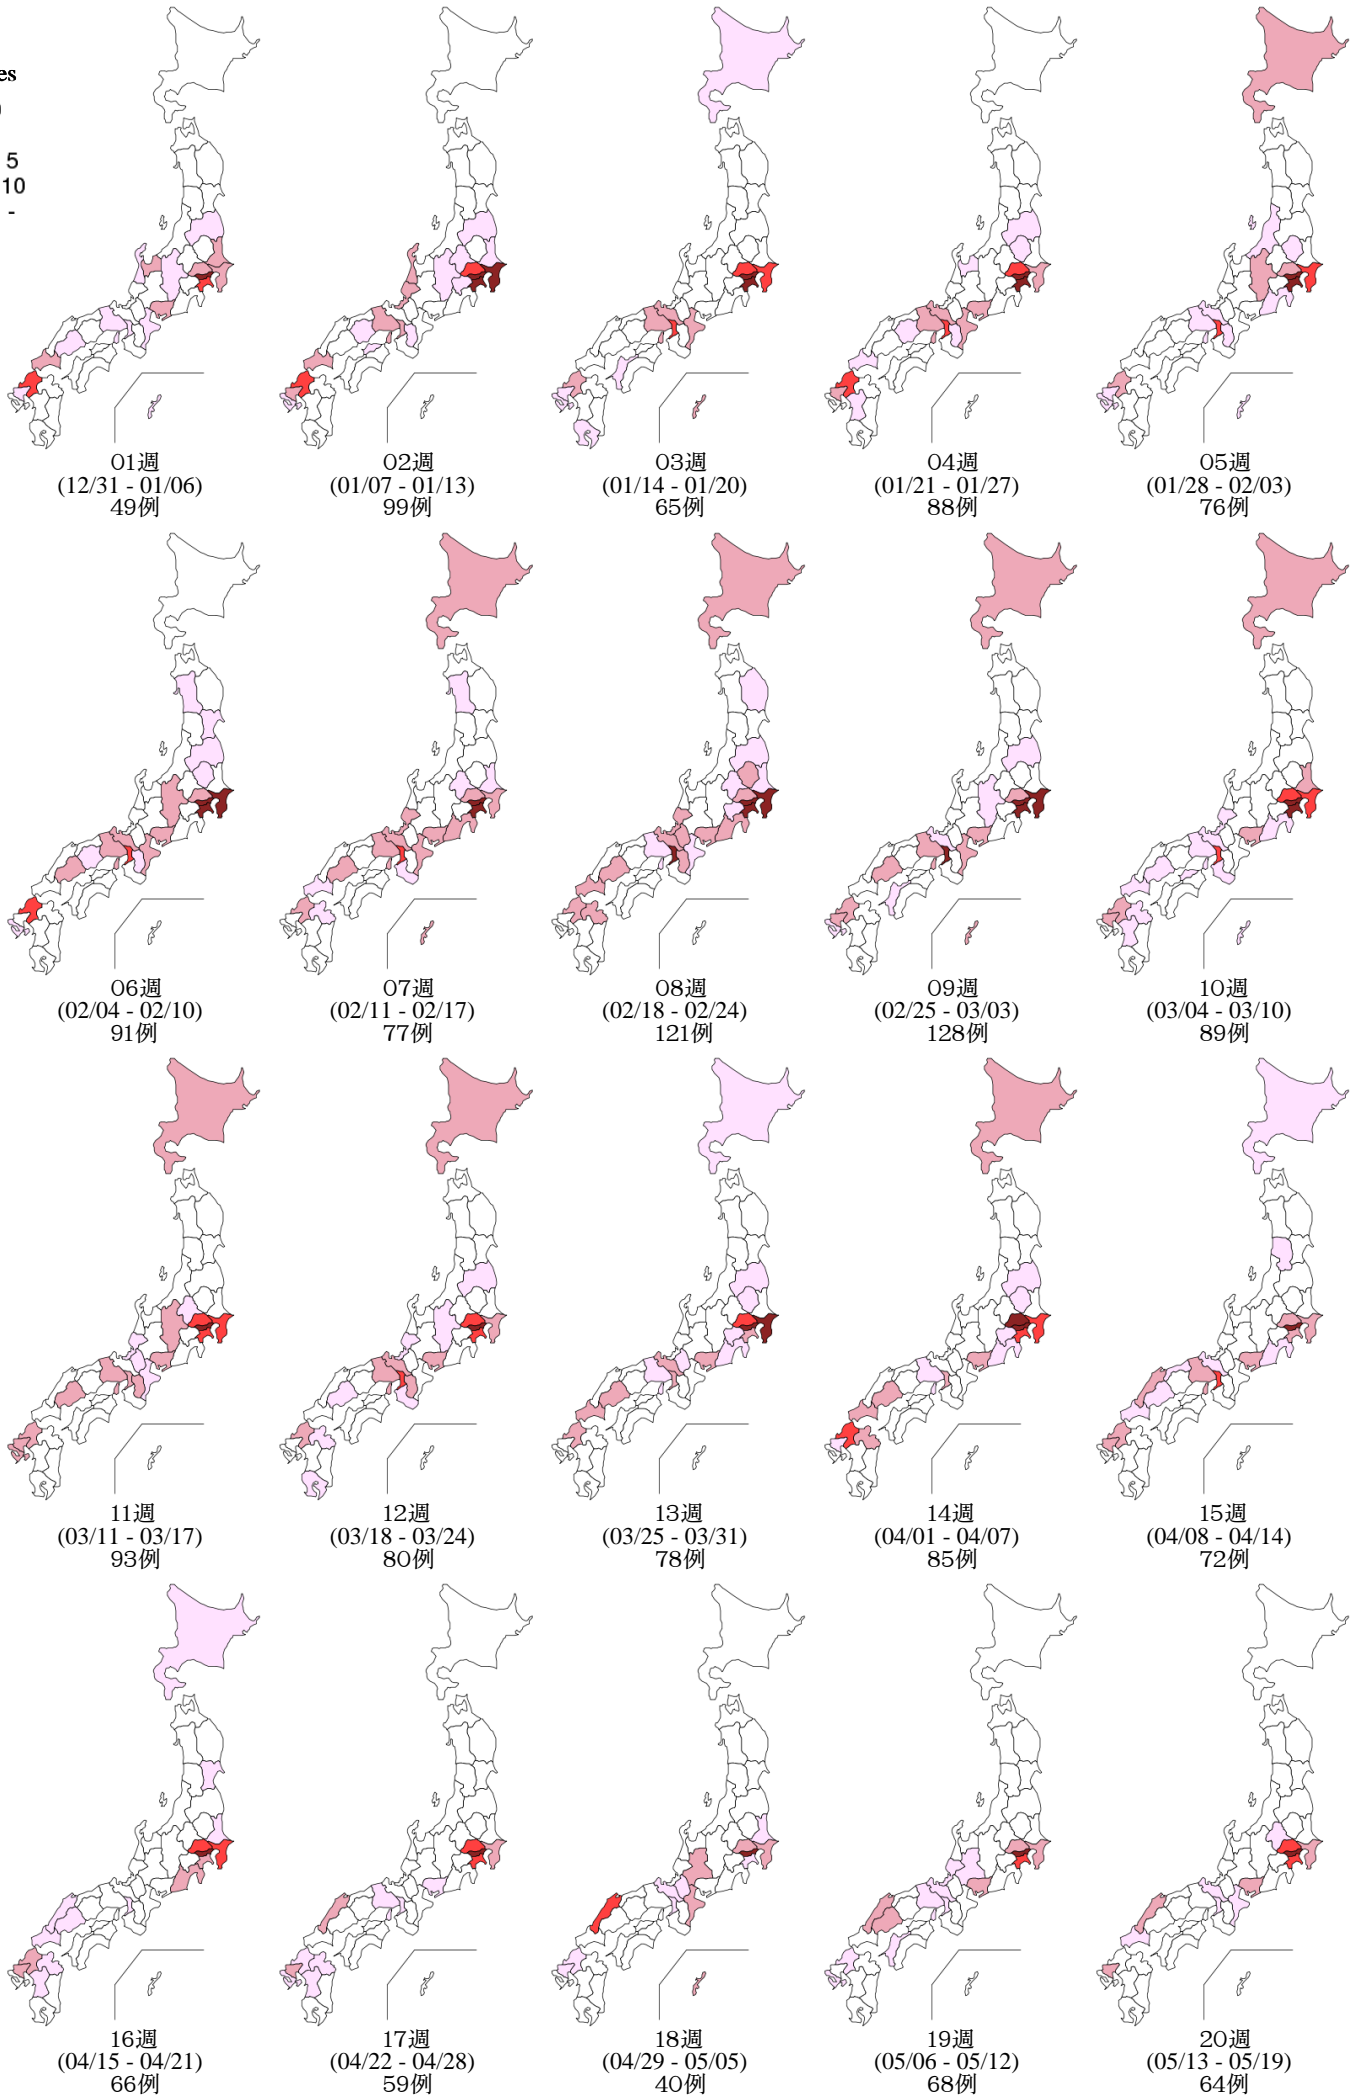 es
5
10
-
01週
(12/31 - 01/06)
49例
02週
(01/07 - 01/13)
99例
03週
(01/14 - 01/20)
65例
04週
(01/21 - 01/27)
88例
05週
(01/28 - 02/03)
76例
06週
(02/04 - 02/10)
91例
07週
(02/11 - 02/17)
77例
08週
(02/18 - 02/24)
121例
09週
(02/25 - 03/03)
128例
10週
(03/04 - 03/10)
89例
11週
(03/11 - 03/17)
93例
12週
(03/18 - 03/24)
80例
13週
(03/25 - 03/31)
78例
14週
(04/01 - 04/07)
85例
15週
(04/08 - 04/14)
72例
16週
(04/15 - 04/21)
66例
17週
(04/22 - 04/28)
59例
18週
(04/29 - 05/05)
40例
19週
(05/06 - 05/12)
68例
20週
(05/13 - 05/19)
64例